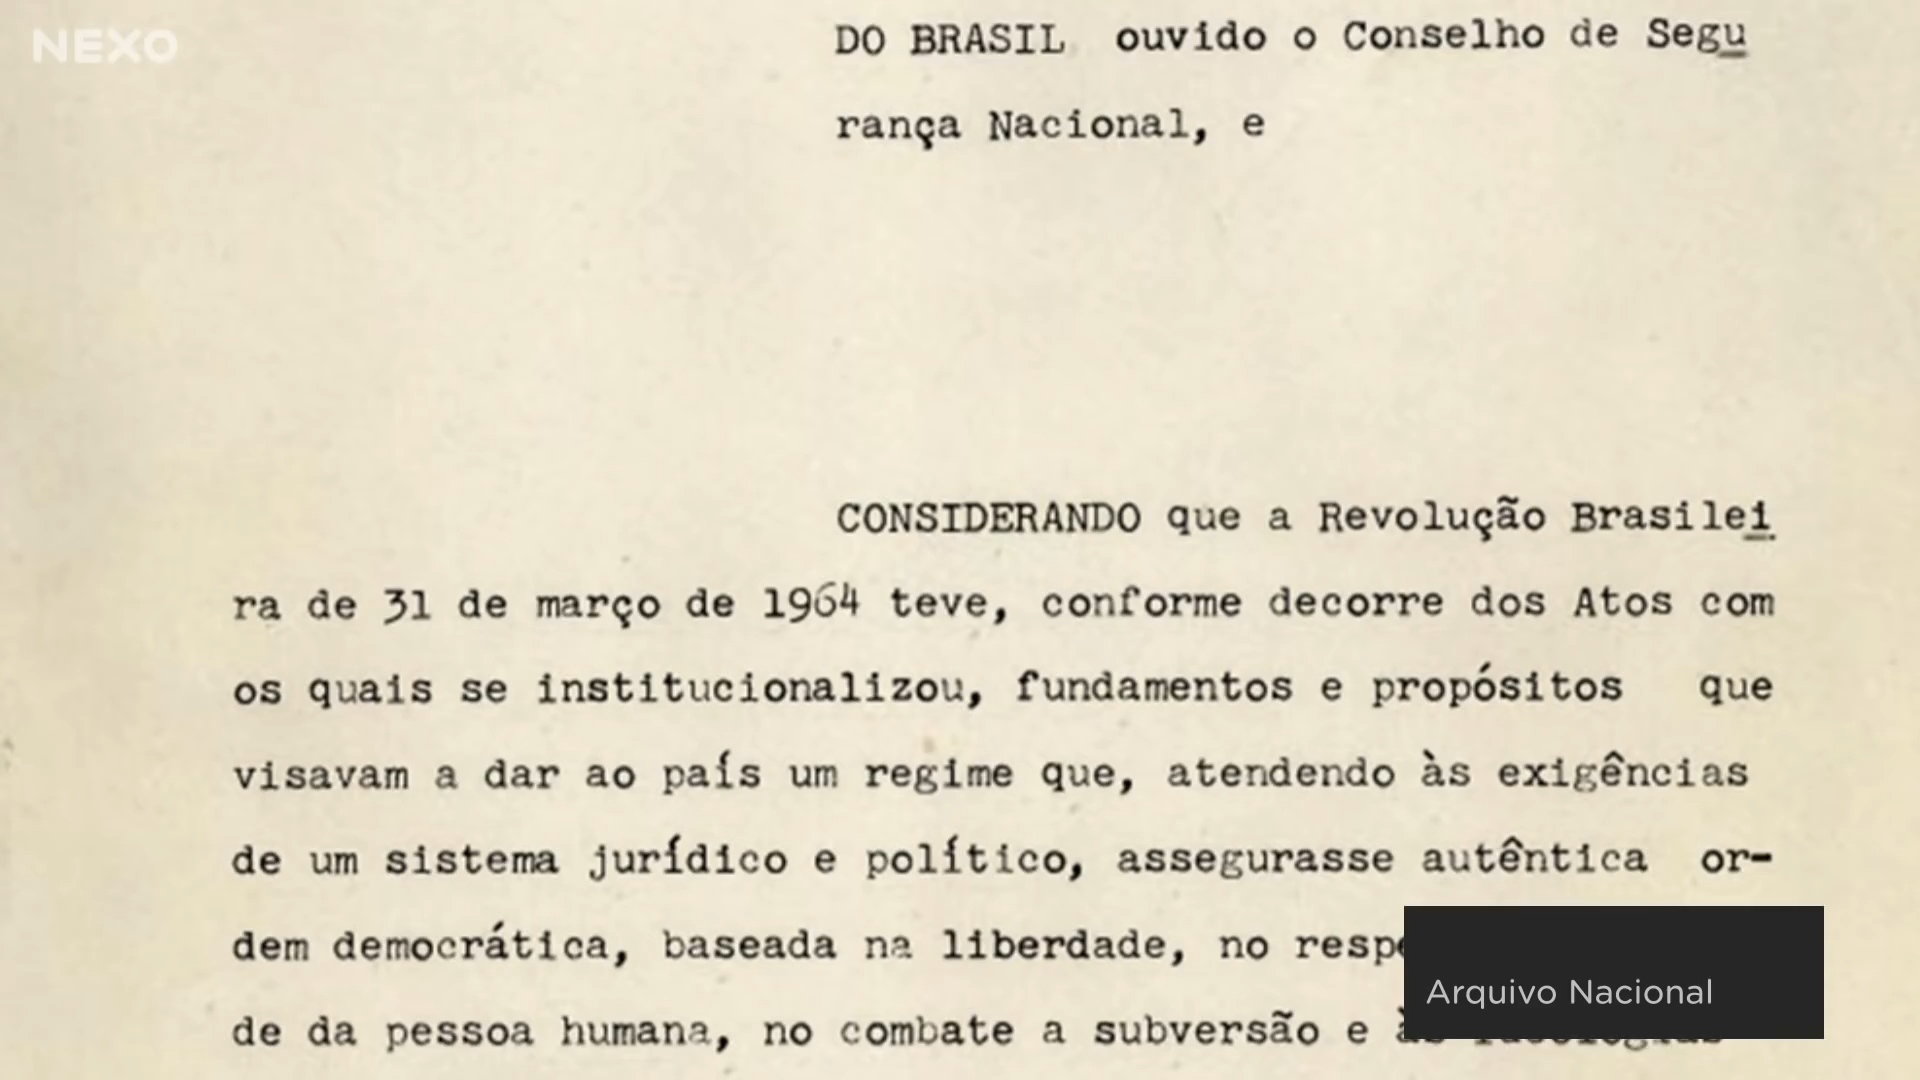 NEXO
DO BRASIL ouvido o Conselho de Segu
rança Nacional, e
CONSIDERANDO que a Revolução Brasilei
ra de 31 de março de 1964 teve, conforme decorre dos Atos com
os quais se institucionalizou, fundamentos e propósitos que
visavam a dar ao país um regime que, atendendo às exigências
de um sistema jurídico e político, assegurasse autêntica or-
dem democrática, baseada na liberdade, no
de da pessoa humana, no combate a subversão e
Arquivo Nacional